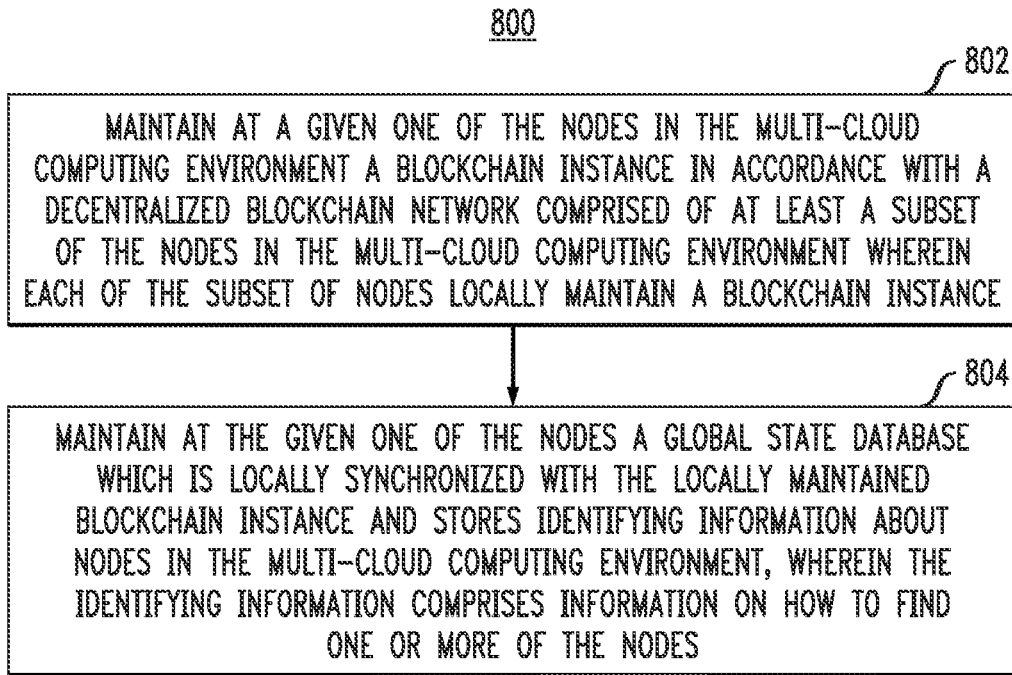 800
802
MAINTAIN AT A GIVEN ONE OF THE NODES IN THE MULTI-CLOUD
COMPUTING ENVIRONMENT A BLOCKCHAIN INSTANCE IN ACCORDANCE WITH A
DECENTRALIZED BLOCKCHAIN NETWORK COMPRISED OF AT LEAST A SUBSET
OF THE NODES IN THE MULTI-CLOUD COMPUTING ENVIRONMENT WHEREIN
EACH OF THE SUBSET OF NODES LOCALLY MAINTAIN A BLOCKCHAIN INSTANCE
804
MAINTAIN AT THE GIVEN ONE OF THE NODES A GLOBAL STATE DATABASE
WHICH IS LOCALLY SYNCHRONIZED WITH THE LOCALLY MAINTAINED
BLOCKCHAIN INSTANCE AND STORES IDENTIFYING INFORMATION ABOUT
NODES IN THE MULTI-CLOUD COMPUTING ENVIRONMENT, WHEREIN THE
IDENTIFYING INFORMATION COMPRISES INFORMATION ON HOW TO FIND
ONE OR MORE OF THE NODES